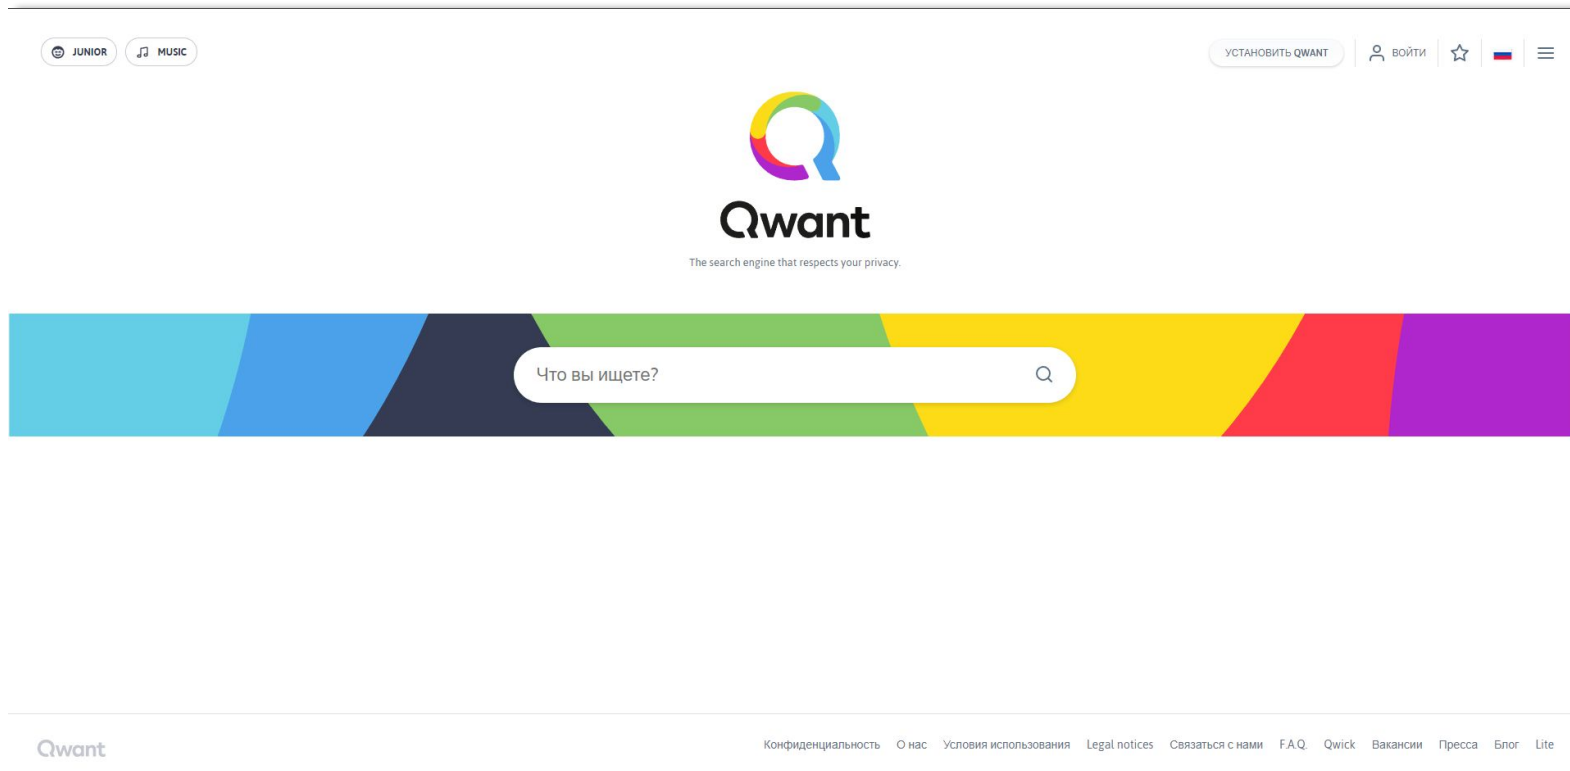 JUNIOR MUSIC УСТАНОВИТЬ QWANT ВОЙТИ
Qwant
The search engine that respects your privacy.
Что вы ищете?
Qwant Конфиденциальность О нас Условия использования Legal notices Связаться с нами F.A.Q. Qwick Вакансии Пресса Блог Lite